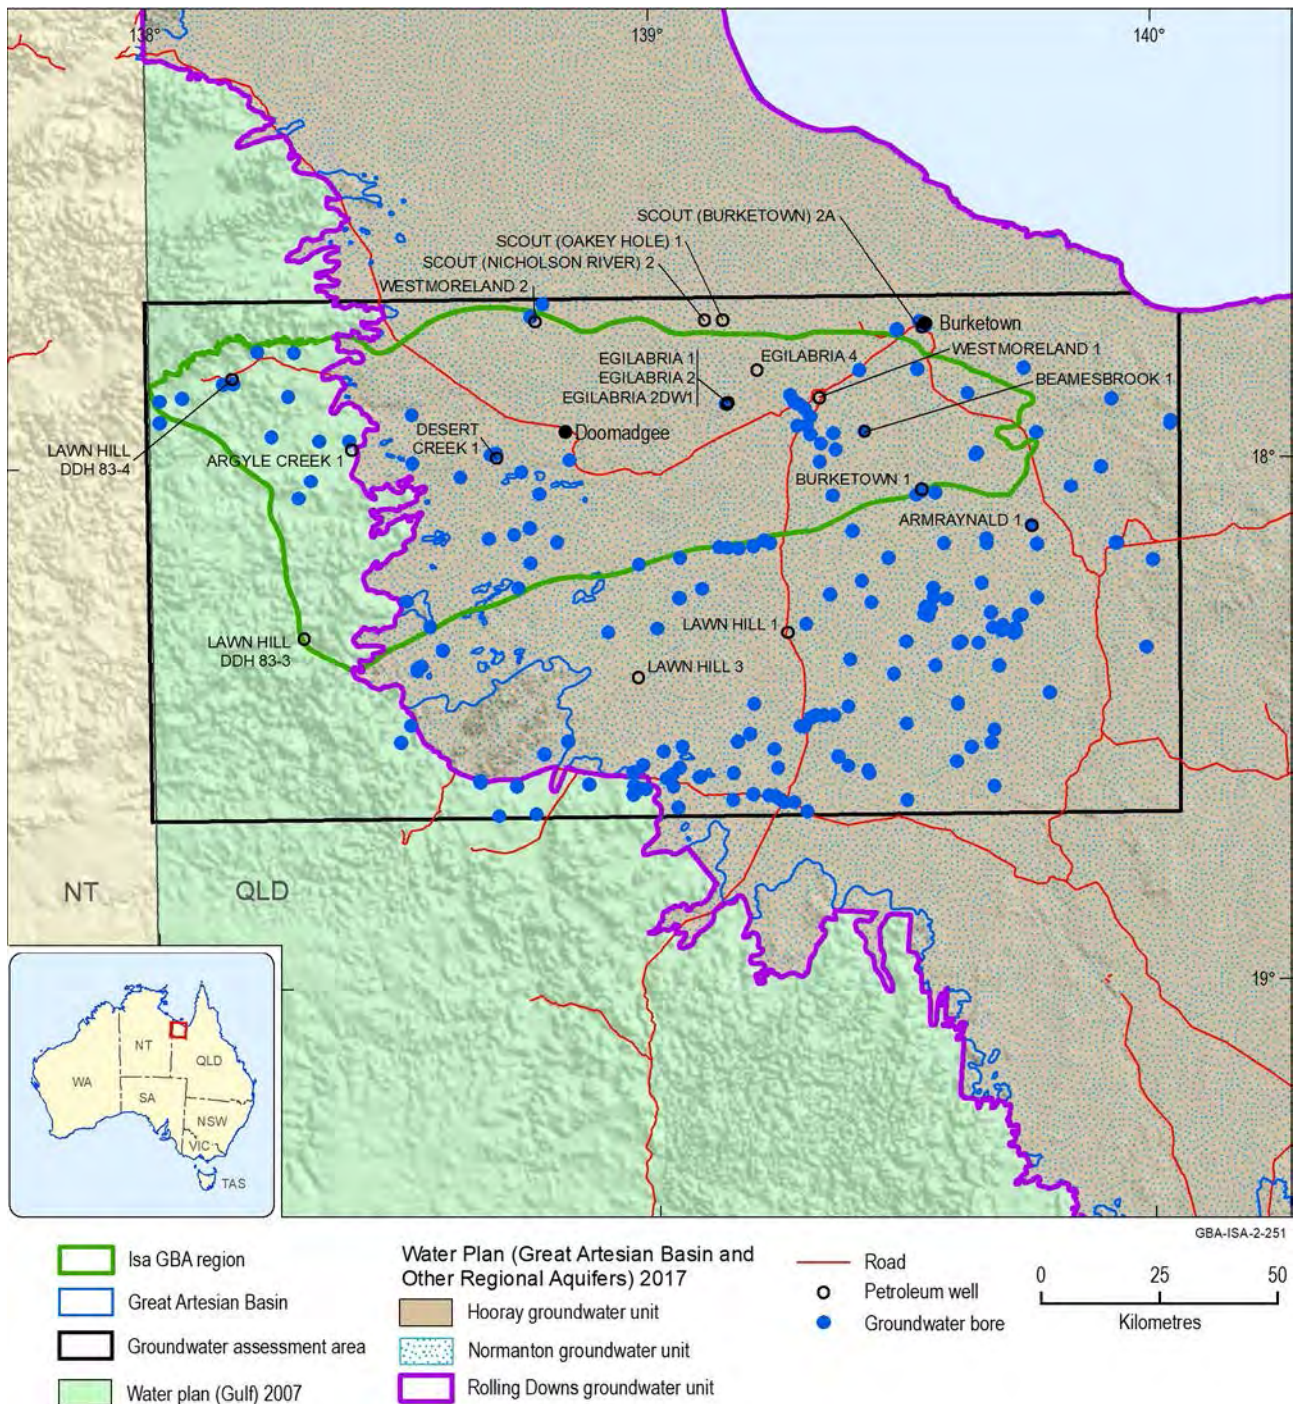 138°
139°
140°
SCOUT (BURKETOWN) 2A
SCOUT (OAKEY HOLE) 1
SCOUT (NICHOLSON RIVER) 2
WESTMORELAND 2
Burketown
WESTMORELAND 1
EGILABRIA 1
EGILABRIA 4
EGILABRIA 2
BEAMESBROOK 1
EGILABRIA 2DW1
DESERT
CREEK 1
Doomadgee
LAWN HILL
DDH 83-4
ARGYLE CREEK 1
18°
BURKETOWN 1
ARMRAYNALD 1
LAWN HILL
DDH 83-3
LAWN HILL 1
LAWN HILL 3
NT
QLD
19°
NT
QLD
WA
SA
NSW
VIC
TAS
GBA-ISA-2-251
Isa GBA region
Great Artesian Basin
Groundwater assessment area
Water plan (Gulf) 2007
Water Plan (Great Artesian Basin and
Other Regional Aquifers) 2017
Hooray groundwater unit
Normanton groundwater unit
Rolling Downs groundwater unit
Road
Petroleum well
Groundwater bore
0 25 50
Kilometres